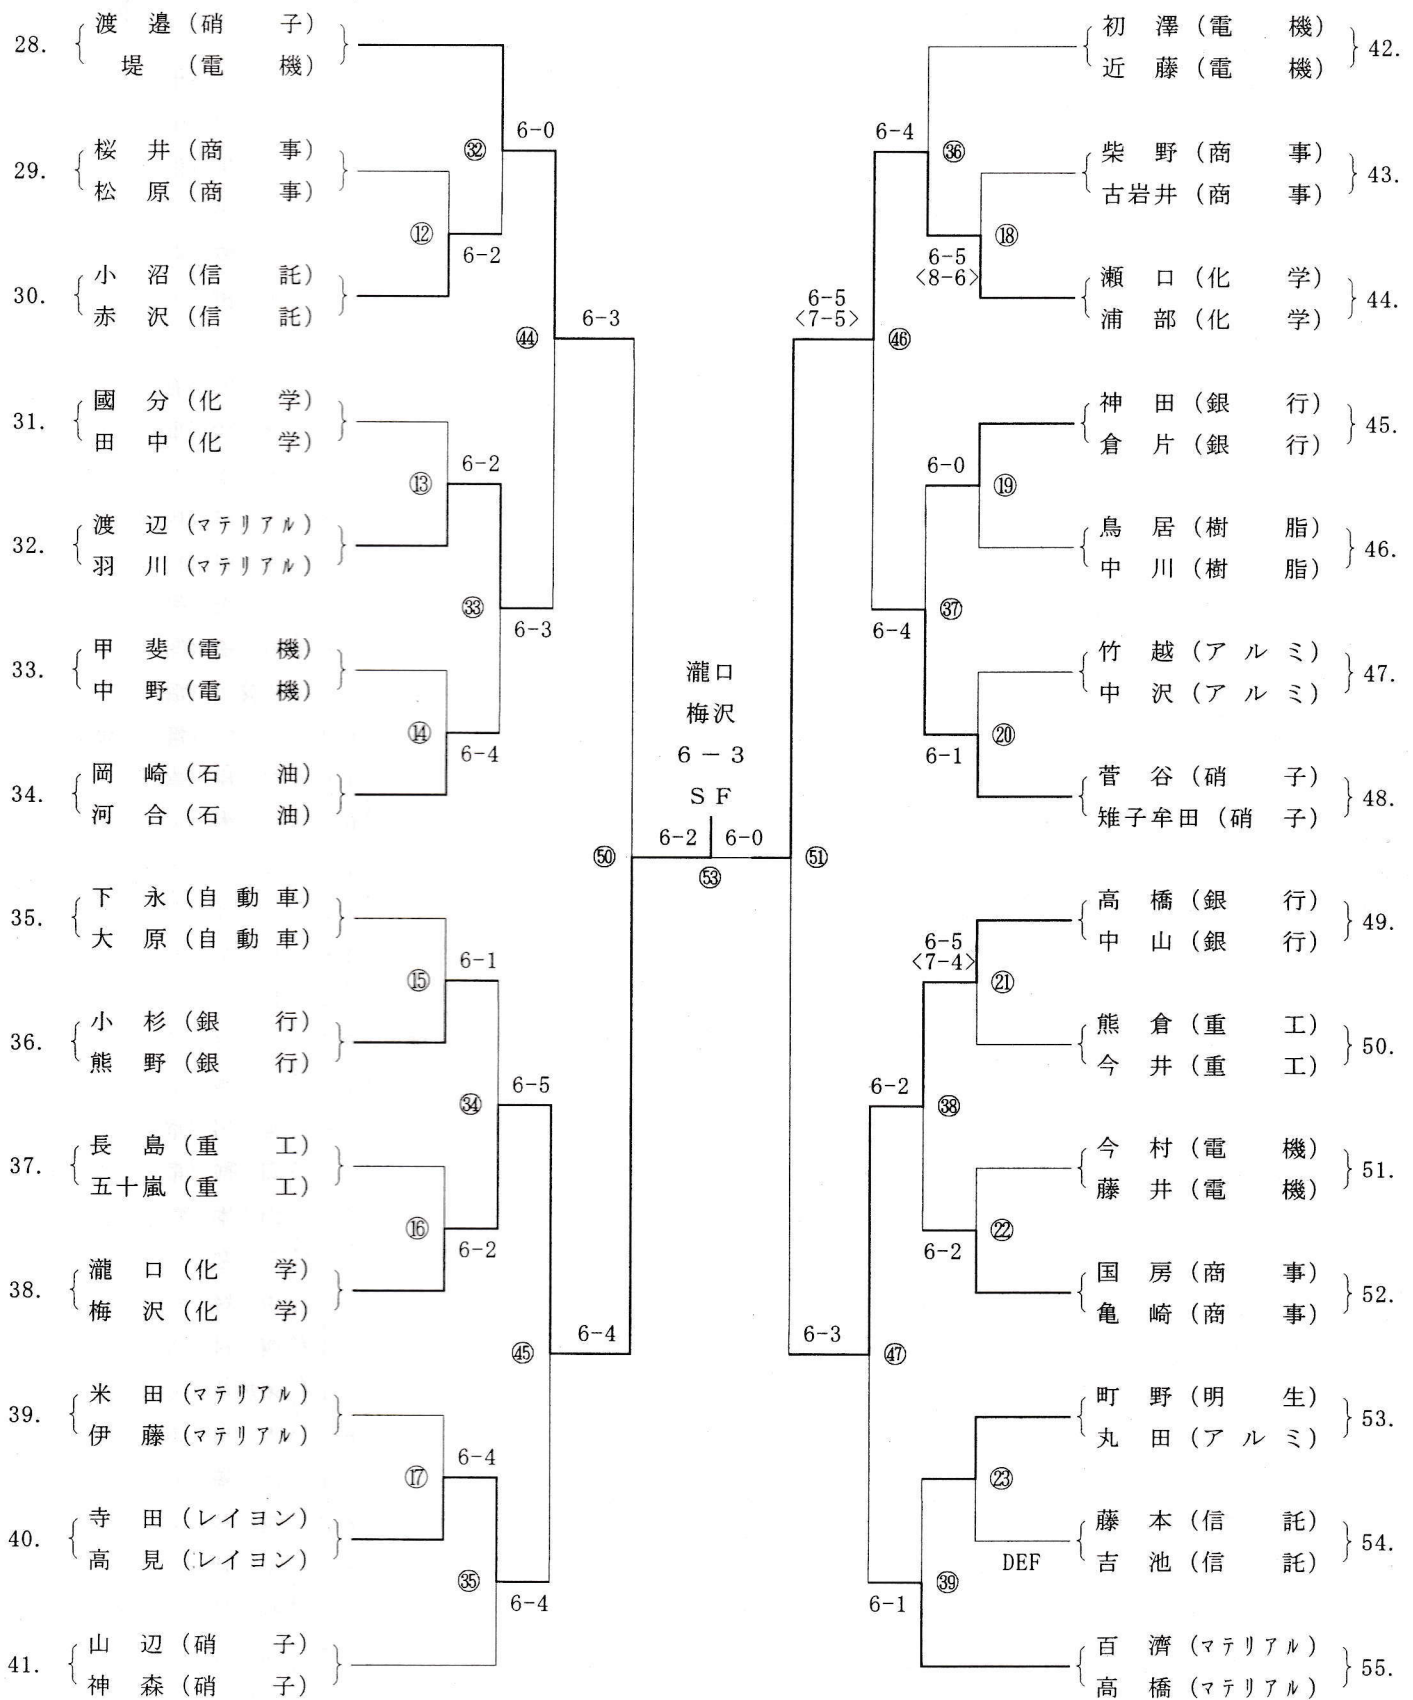 28. 渡 邉 (硝 子)
堤 (電 機)
6-0
㉜
29. 桜 井 (商 事)
松 原 (商 事)
⑫
6-2
30. 小 沼 (信 託)
赤 沢 (信 託)
6-3
㊹
31. 國 分 (化 学)
田 中 (化 学)
6-2
⑬
32. 渡 辺 (マテリアル)
羽 川 (マテリアル)
㉝
6-3
33. 甲 斐 (電 機)
中 野 (電 機)
⑭
6-4
34. 岡 崎 (石 油)
河 合 (石 油)
㊿
35. 下 永 (自 動 車)
大 原 (自 動 車)
6-1
⑮
36. 小 杉 (銀 行)
熊 野 (銀 行)
6-5
㉞
37. 長 島 (重 工)
五十嵐 (重 工)
⑯
6-2
38. 瀧 口 (化 学)
梅 沢 (化 学)
6-4
㊺
39. 米 田 (マテリアル)
伊 藤 (マテリアル)
6-4
⑰
40. 寺 田 (レイヨン)
高 見 (レイヨン)
㉟
6-4
41. 山 辺 (硝 子)
神 森 (硝 子)
瀧口
梅沢
6 - 3
S F
6-2 6-0
53
初 澤 (電 機) 42.
近 藤 (電 機)
6-4
㊱
柴 野 (商 事) 43.
古岩井 (商 事)
⑱
6-5
<8-6>
瀬 口 (化 学) 44.
浦 部 (化 学)
6-5
<7-5>
㊻
神 田 (銀 行) 45.
倉 片 (銀 行)
6-0
⑲
鳥 居 (樹 脂) 46.
中 川 (樹 脂)
㊲
6-4
竹 越 (ア ル ミ) 47.
中 沢 (ア ル ミ)
⑳
6-1
菅 谷 (硝 子) 48.
雉子牟田 (硝 子)
51
高 橋 (銀 行) 49.
中 山 (銀 行)
6-5
<7-4>
㉑
熊 倉 (重 工) 50.
今 井 (重 工)
6-2
㊳
今 村 (電 機) 51.
藤 井 (電 機)
㉒
6-2
国 房 (商 事) 52.
亀 崎 (商 事)
6-3
㊼
町 野 (明 生) 53.
丸 田 (ア ル ミ)
㉓
藤 本 (信 託) 54.
吉 池 (信 託)
DEF
㊴
6-1
百 濟 (マテリアル) 55.
高 橋 (マテリアル)